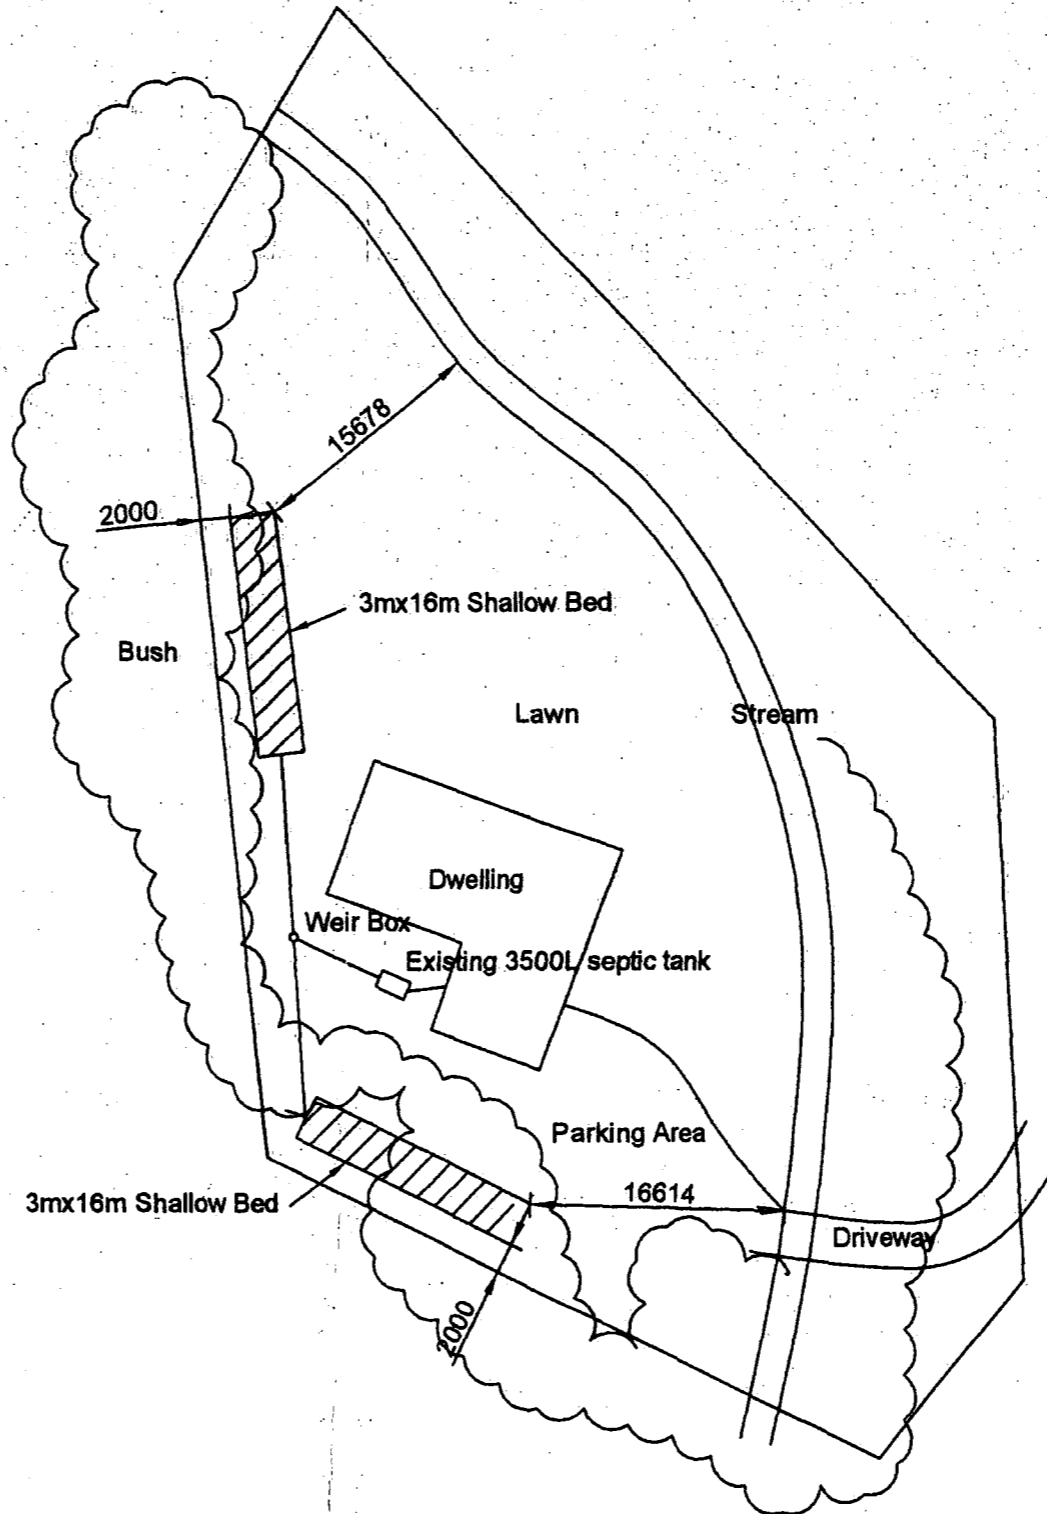 15678
2000
3mx16m Shallow Bed
Bush
Lawn
Stream
Dwelling
Weir Box
Existing 3500L septic tank
Parking Area
3mx16m Shallow Bed
16614
Driveway
2000